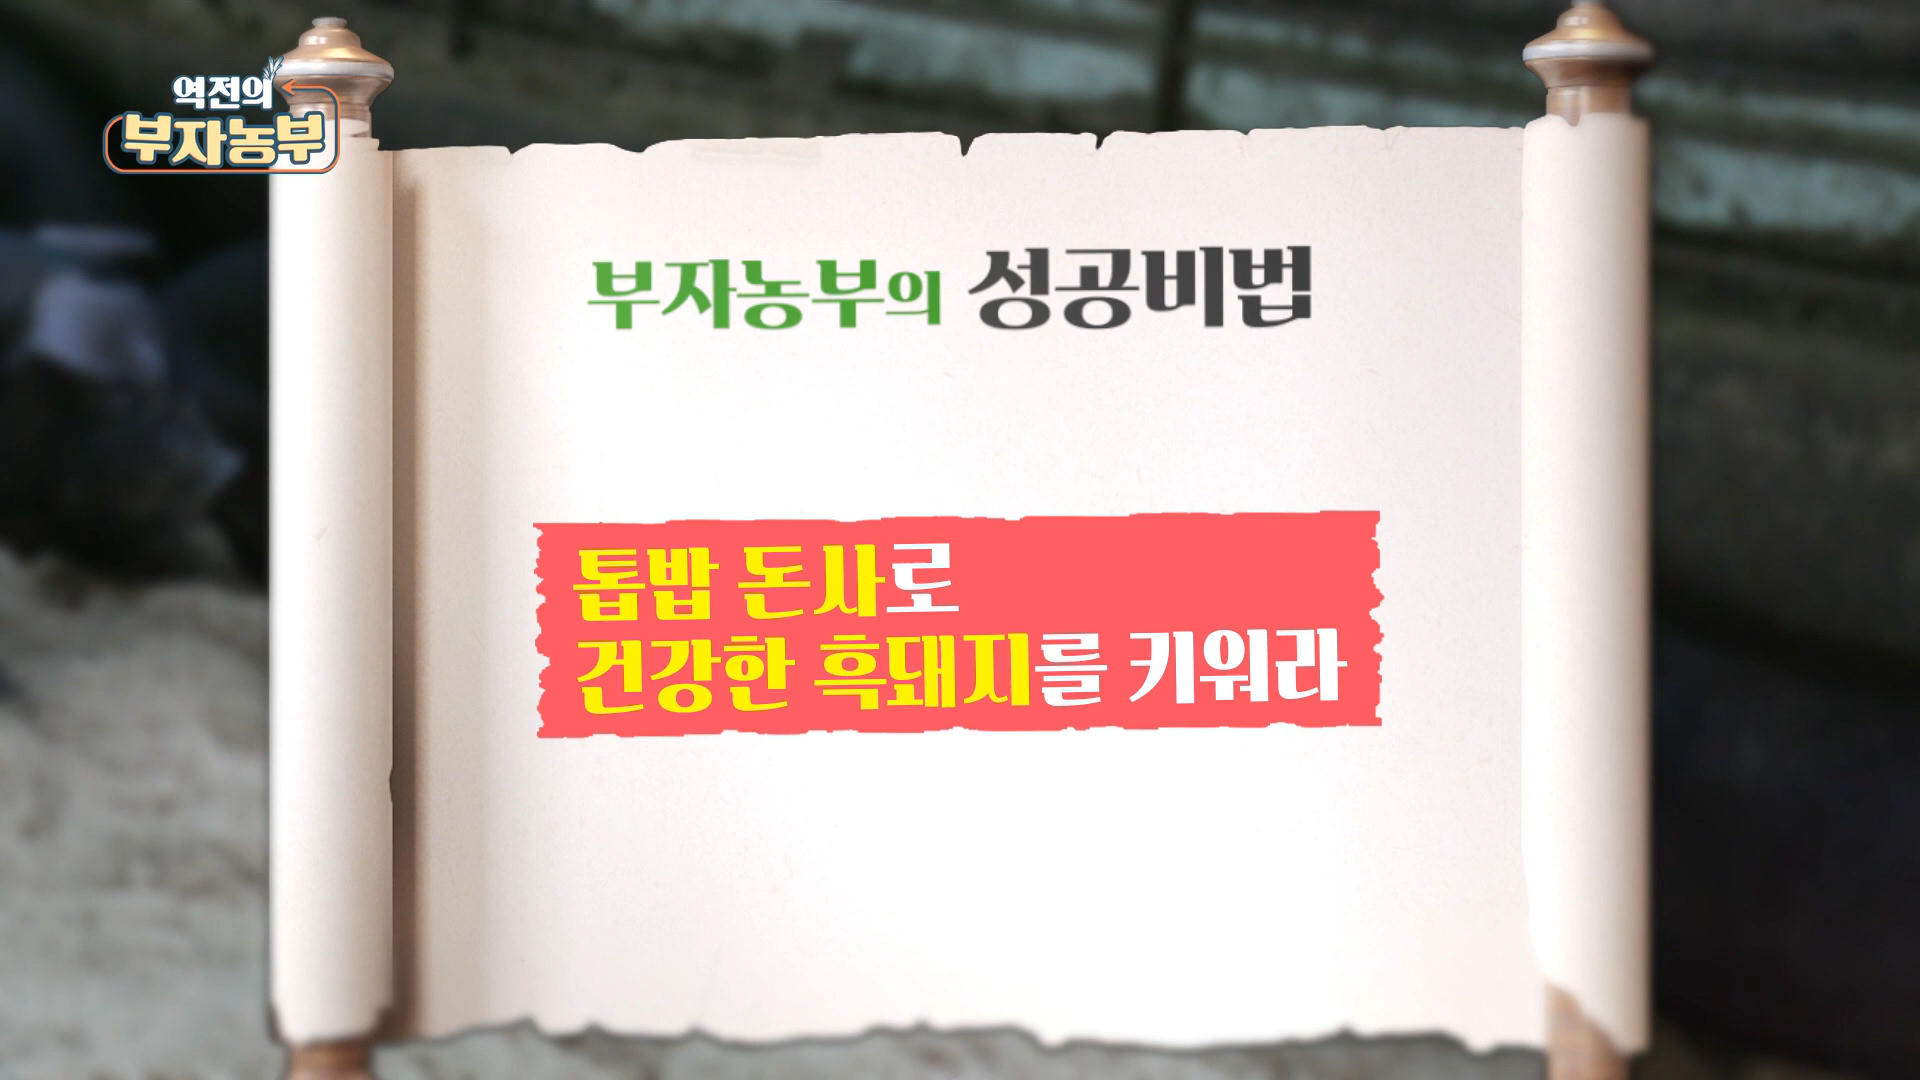 역전의
부자농부
부자농부의 성공비법
톱밥 돈사로
건강한 흑돼지를 키워라